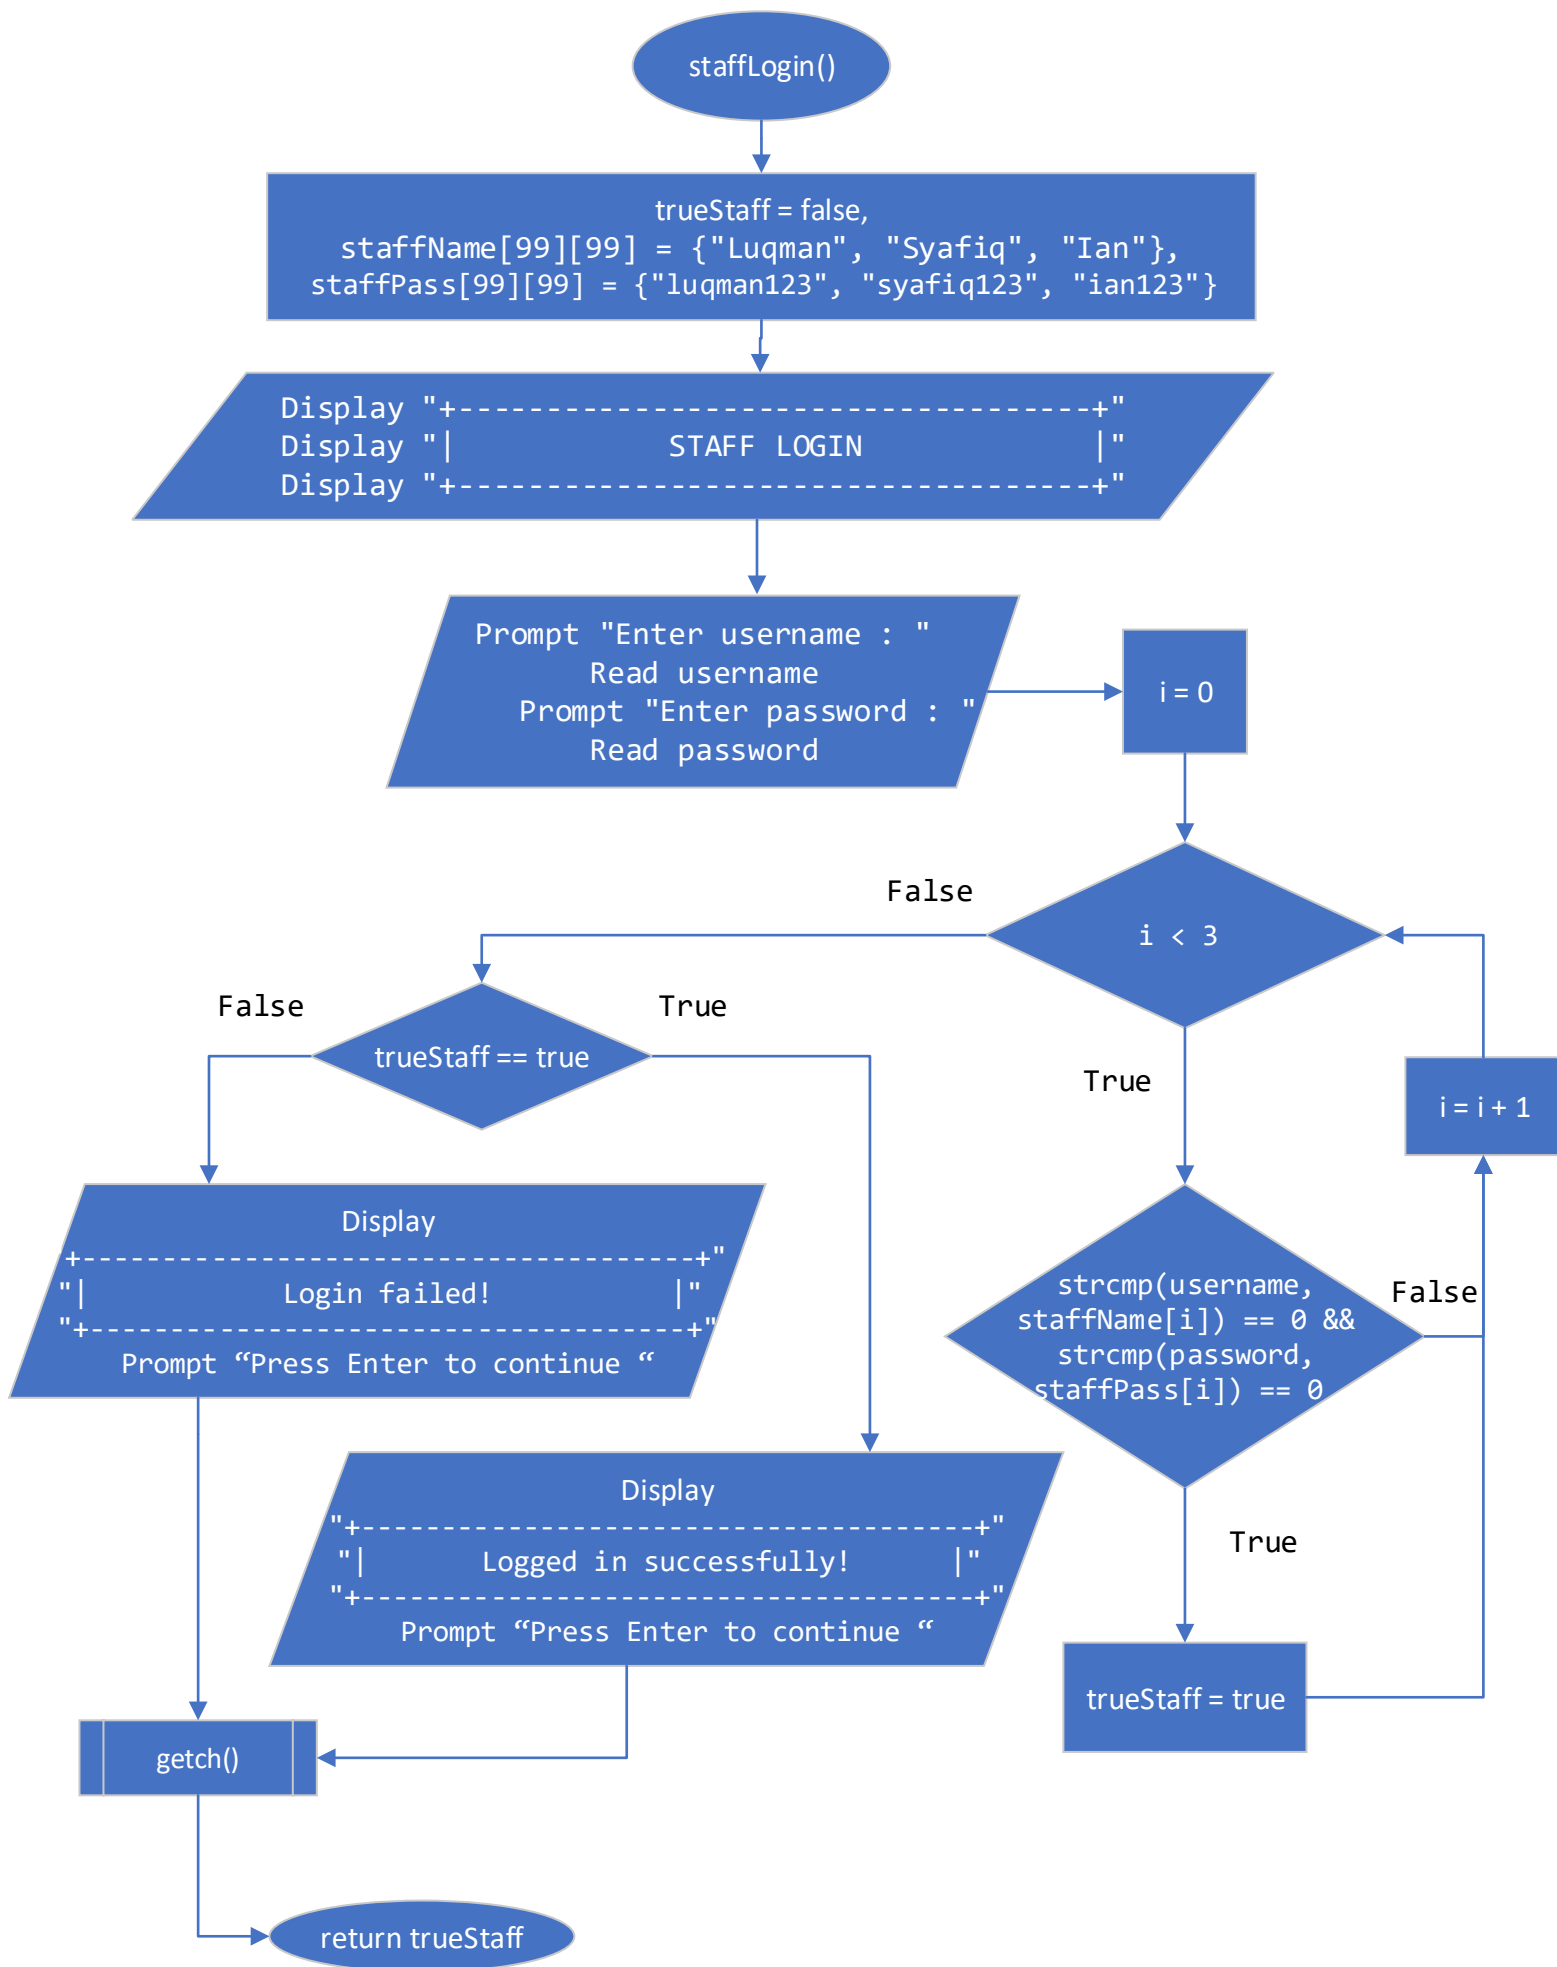 staffLogin()
trueStaff = false,
staffName[99][99] = {"Luqman", "Syafiq", "Ian"},
staffPass[99][99] = {"luqman123", "syafiq123", "ian123"}
Display "+------------------------------------+"
Display "|            STAFF LOGIN             |"
Display "+------------------------------------+"
Prompt "Enter username : "
Read username
Prompt "Enter password : "
Read password
i = 0
i < 3
False
True
trueStaff == true
False
True
i = i + 1
strcmp(username,
staffName[i]) == 0 &&
strcmp(password,
staffPass[i]) == 0
False
True
trueStaff = true
Display
+------------------------------------+"
"|            Login failed!           |"
"+------------------------------------+"
Prompt “Press Enter to continue “
Display
"+------------------------------------+"
"|       Logged in successfully!      |"
"+------------------------------------+"
Prompt “Press Enter to continue “
getch()
return trueStaff